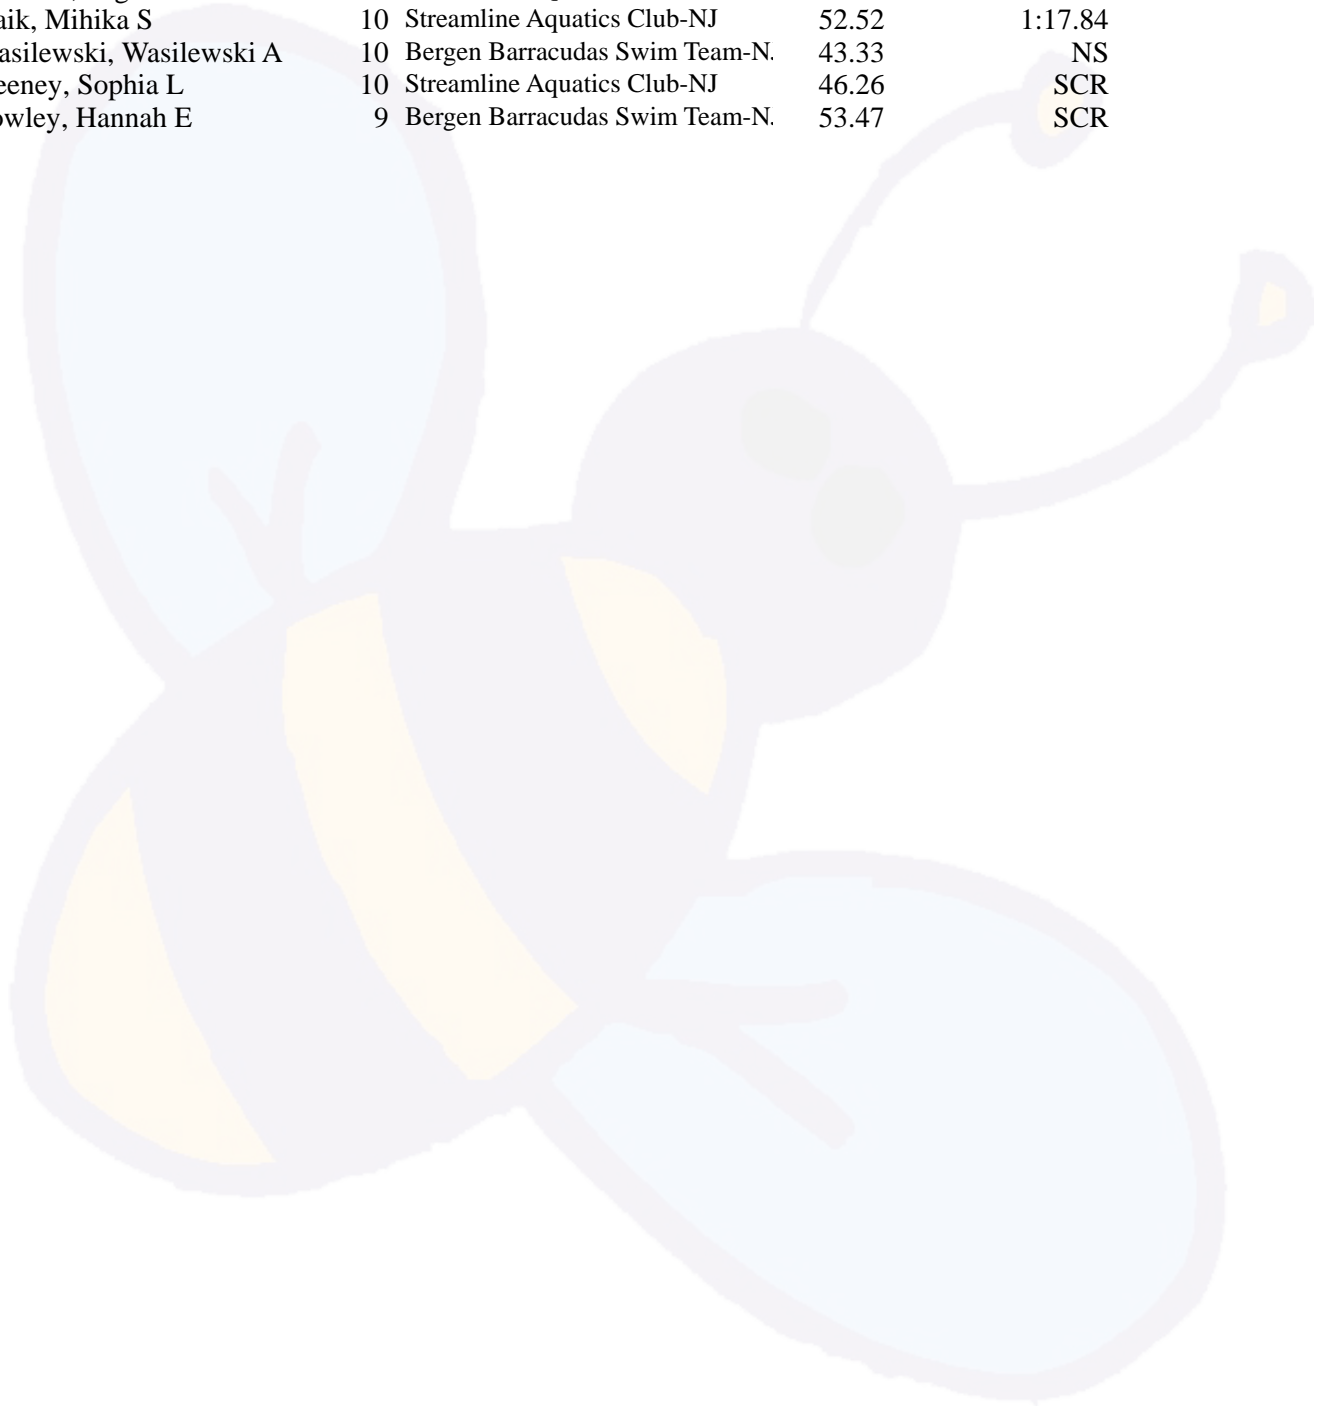 aik, Mihika S 10 Streamline Aquatics Club-NJ 52.52 1:17.84
asilewski, Wasilewski A 10 Bergen Barracudas Swim Team-N. 43.33 NS
eeney, Sophia L 10 Streamline Aquatics Club-NJ 46.26 SCR
owley, Hannah E 9 Bergen Barracudas Swim Team-N. 53.47 SCR